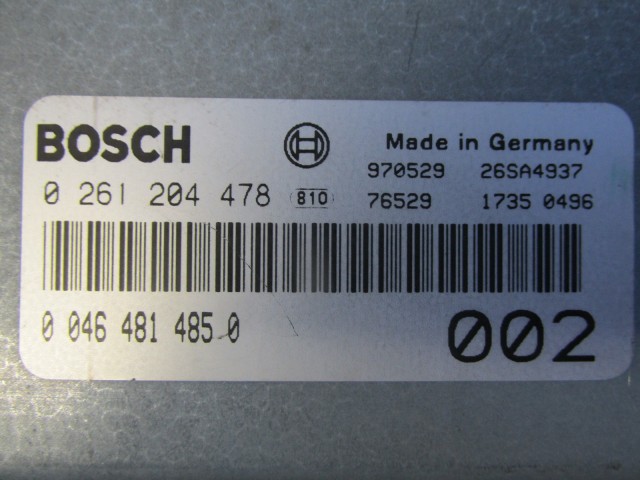 BOSCH Made in Germany
970529 26SA4937
0 261 204 478 810 76529 1735 0496
0 046 481 485 0 002